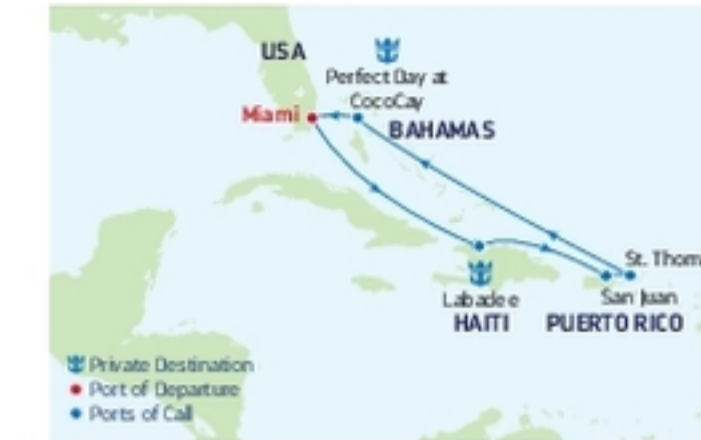 USA
Perfect Day at
CocoCay
Miami
BAHAMAS
St. Thom
San Juan
Labadee
HAITI
PUERTO RICO
Private Destination
Port of Departure
Ports of Call